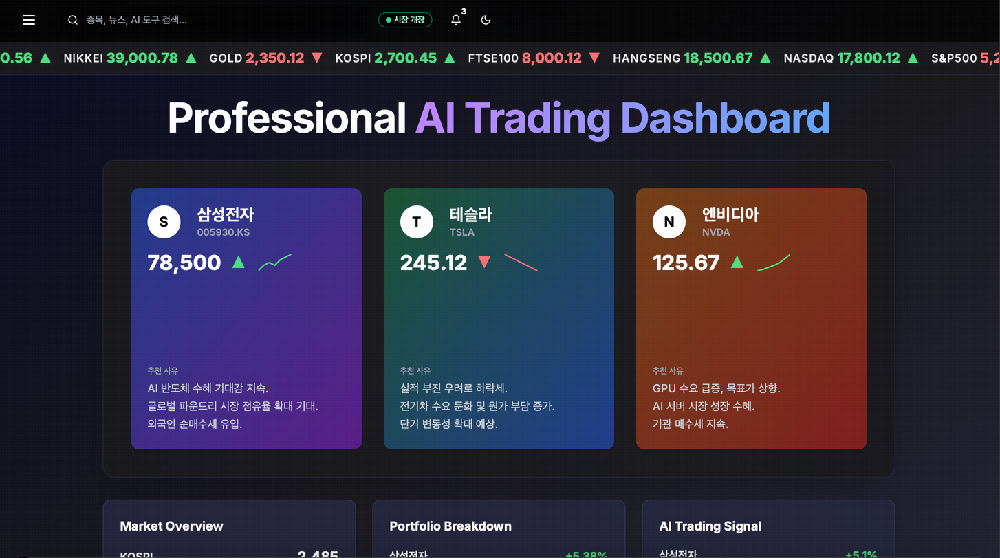 종목, 뉴스, AI 도구 검색...
시장 개장
3
0.56 ▲ NIKKEI 39,000.78 ▲ GOLD 2,350.12 ▼ KOSPI 2,700.45 ▲ FTSE100 8,000.12 ▼ HANGSENG 18,500.67 ▲ NASDAQ 17,800.12 ▲ S&P500 5,2
Professional AI Trading Dashboard
S
삼성전자
005930.KS
78,500 ▲
추천 사유
AI 반도체 수혜 기대감 지속.
글로벌 파운드리 시장 점유율 확대 기대.
외국인 순매수세 유입.
T
테슬라
TSLA
245.12 ▼
추천 사유
실적 부진 우려로 하락세.
전기차 수요 둔화 및 원가 부담 증가.
단기 변동성 확대 예상.
N
엔비디아
NVDA
125.67 ▲
추천 사유
GPU 수요 급증, 목표가 상향.
AI 서버 시장 성장 수혜.
기관 매수세 지속.
Market Overview
KOSPI 2,485
Portfolio Breakdown
삼성전자 +5.38%
AI Trading Signal
삼성전자 +5.1%